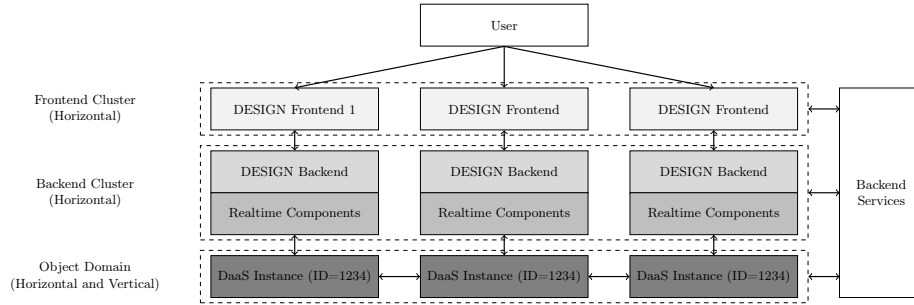 User
Frontend Cluster
(Horizontal)
DESIGN Frontend 1
DESIGN Frontend
DESIGN Frontend
Backend Cluster
(Horizontal)
DESIGN Backend
DESIGN Backend
DESIGN Backend
Realtime Components
Realtime Components
Realtime Components
Backend
Services
Object Domain
(Horizontal and Vertical)
DaaS Instance (ID=1234)
DaaS Instance (ID=1234)
DaaS Instance (ID=1234)